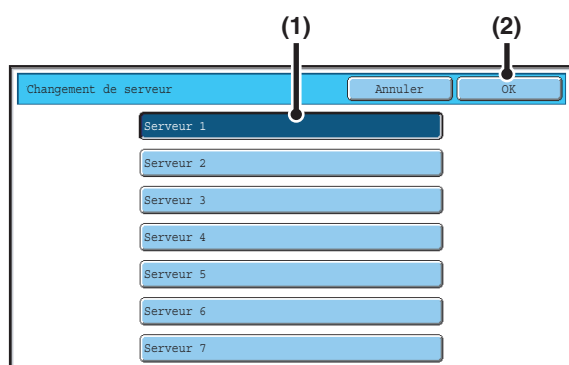 (1) (2)
Changement de serveur Annuler OK
Serveur 1
Serveur 2
Serveur 3
Serveur 4
Serveur 5
Serveur 6
Serveur 7